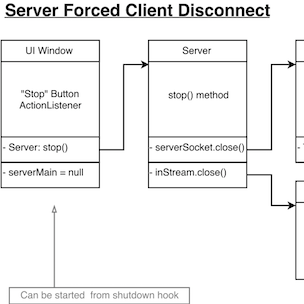 Server Forced Client Disconnect
UI Window
"Stop" Button
ActionListener
- Server: stop()
- serverMain = null
Server
stop() method
- serverSocket.close()
- inStream.close()
Can be started  from shutdown hook